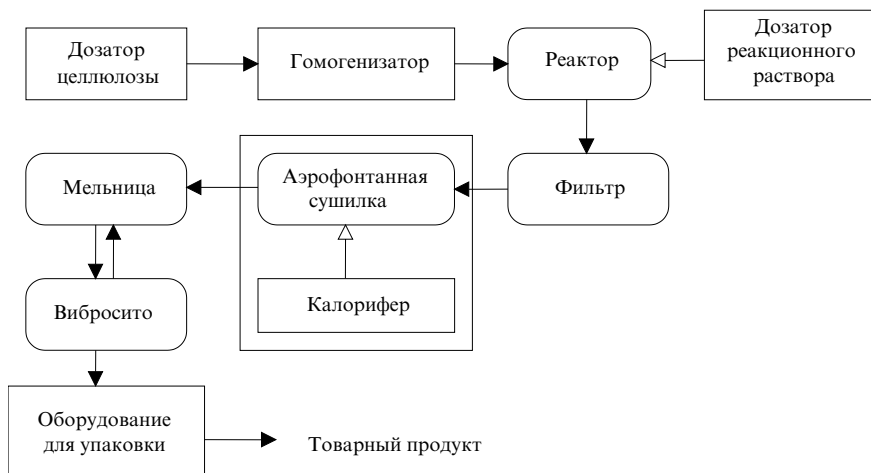 Дозатор
целлюлозы
Гомогенизатор
Реактор
Дозатор
реакционного
раствора
Мельница
Аэрофонтанная
сушилка
Фильтр
Калорифер
Вибросито
Оборудование
для упаковки
Товарный продукт